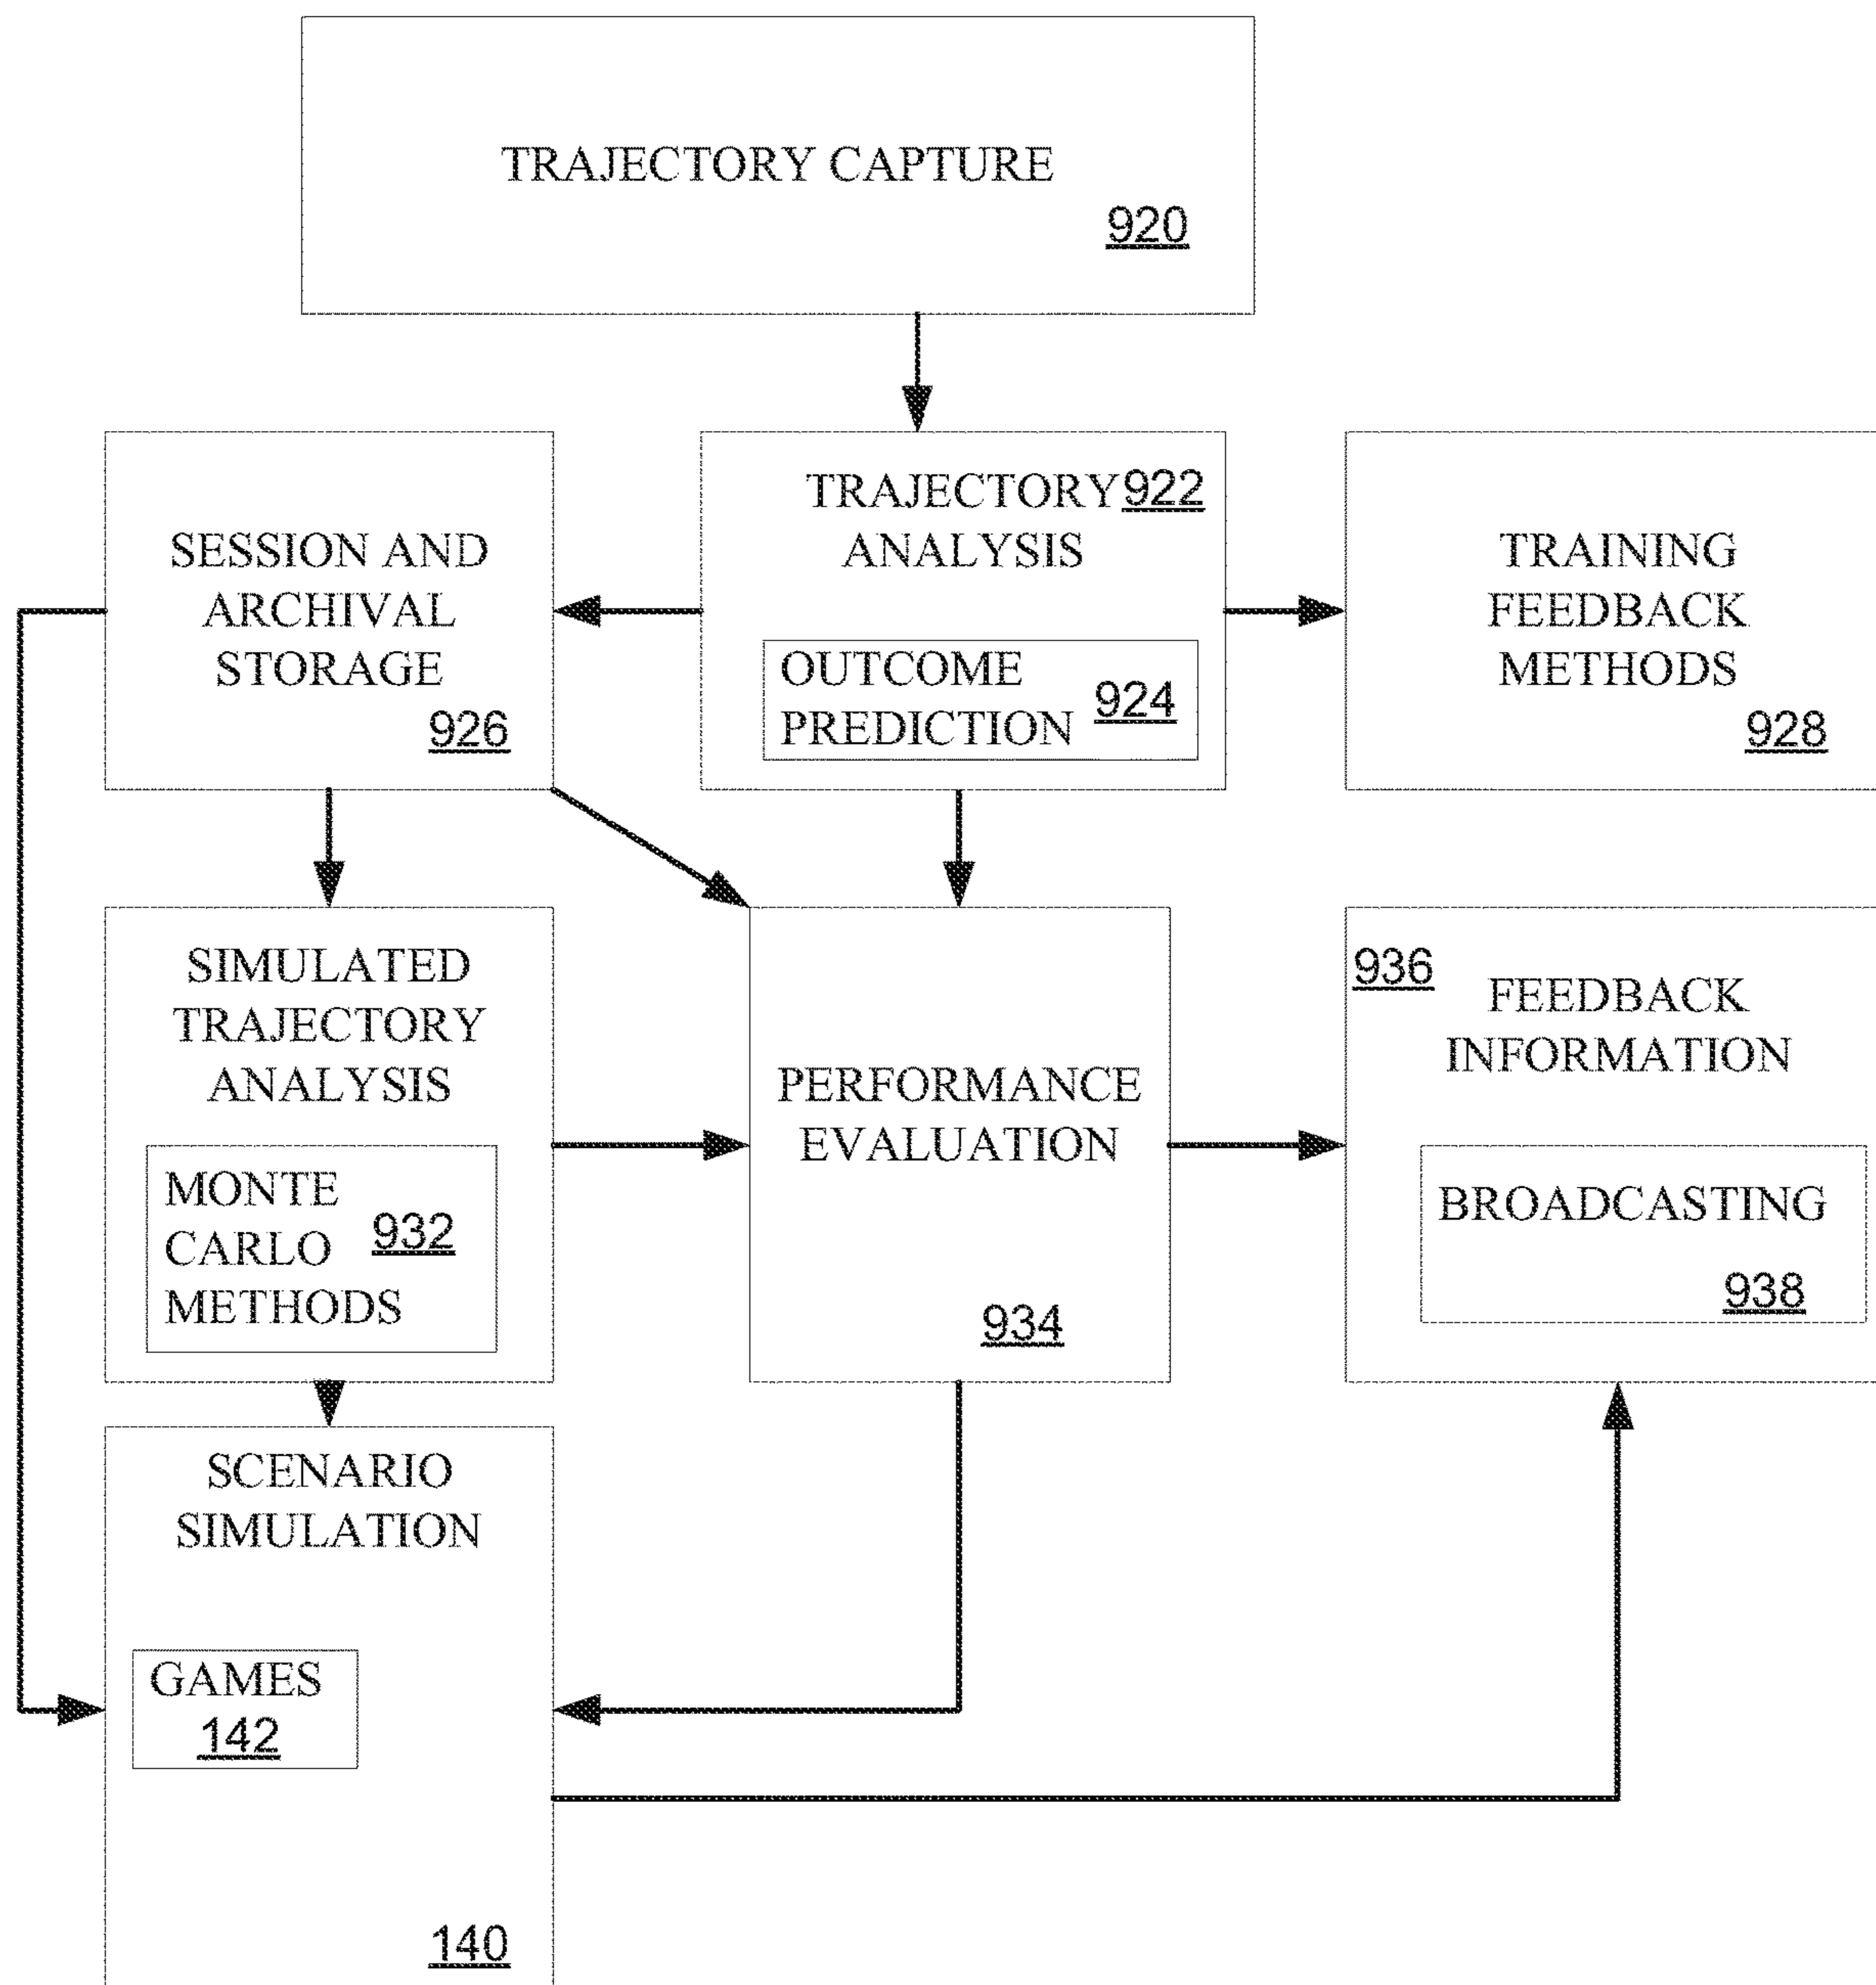 TRAJECTORY CAPTURE
920
SESSION AND
ARCHIVAL
STORAGE
926
TRAJECTORY 922
ANALYSIS
OUTCOME
PREDICTION
924
TRAINING
FEEDBACK
METHODS
928
SIMULATED
TRAJECTORY
ANALYSIS
MONTE
CARLO
METHODS
932
PERFORMANCE
EVALUATION
934
936
FEEDBACK
INFORMATION
BROADCASTING
938
SCENARIO
SIMULATION
GAMES
142
140